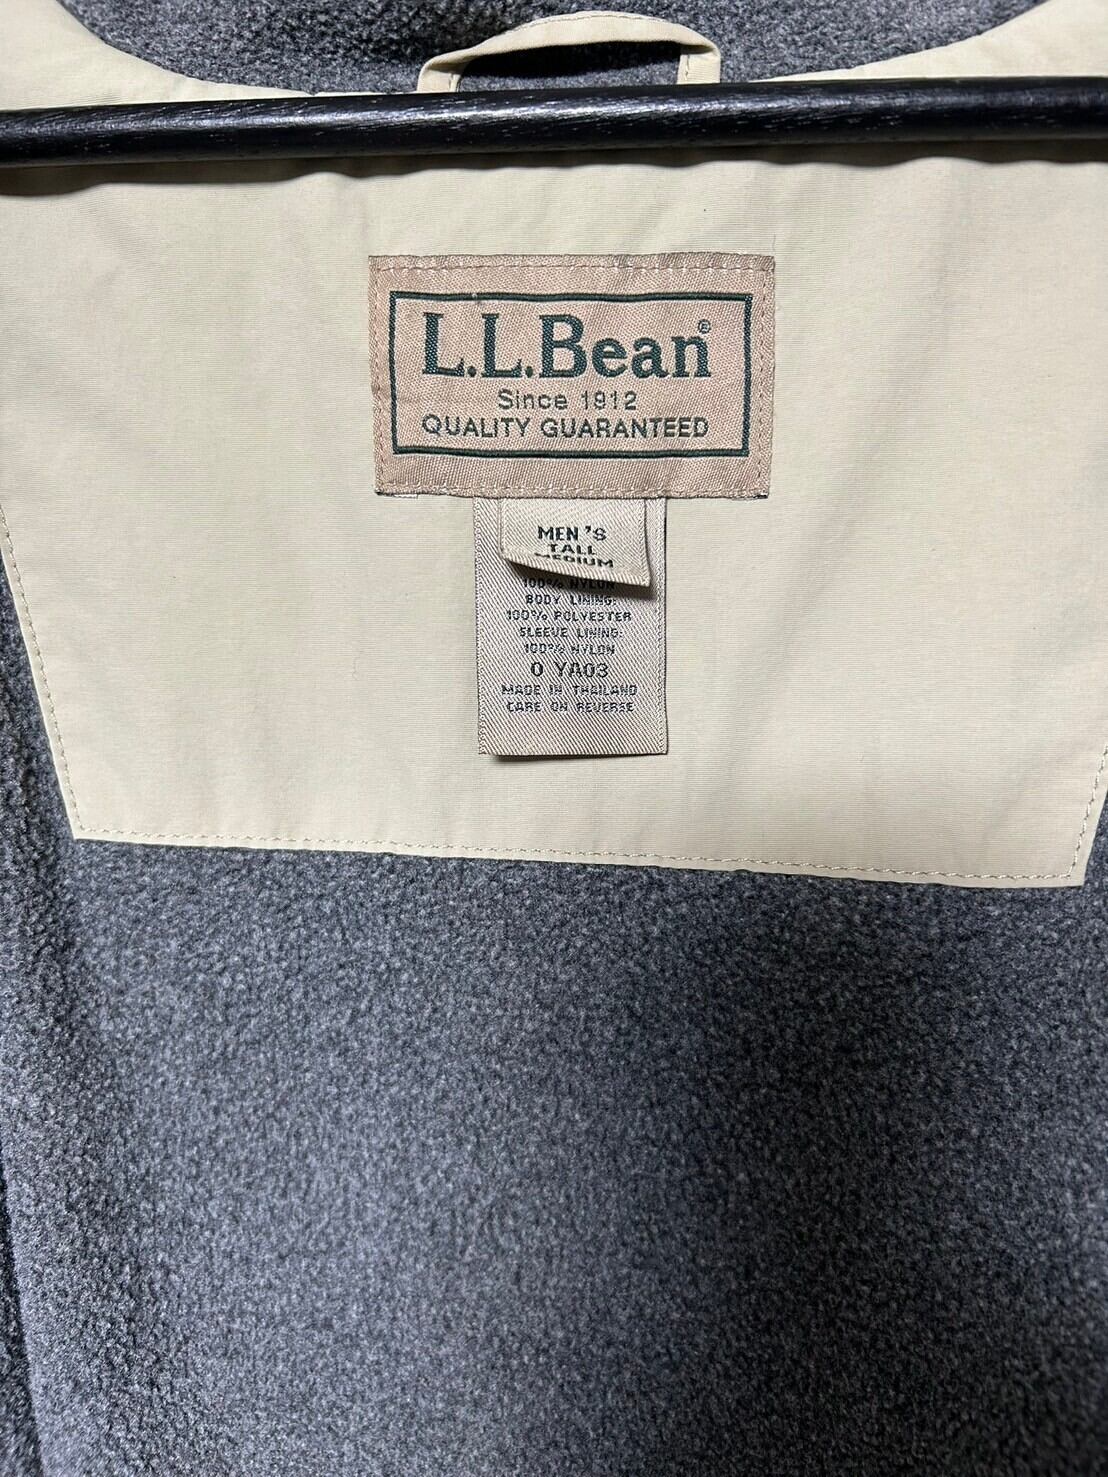 L.L.Bean®
Since 1912
QUALITY GUARANTEED
MEN'S
TALL
MEDIUM
100% NYLON
BODY LINING:
100% POLYESTER
SLEEVE LINING:
100% NYLON
0 YA03
MADE IN THAILAND
CARE ON REVERSE